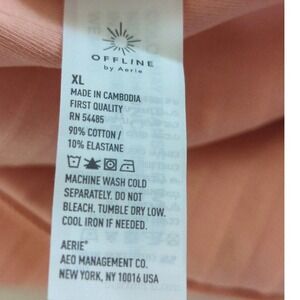 OFFLINE
by Aerie
XL
MADE IN CAMBODIA
FIRST QUALITY
RN 54485
90% COTTON /
10% ELASTANE
MACHINE WASH COLD
SEPARATELY. DO NOT
BLEACH. TUMBLE DRY LOW.
COOL IRON IF NEEDED.
AERIE®
AEO MANAGEMENT CO.
NEW YORK, NY 10016 USA